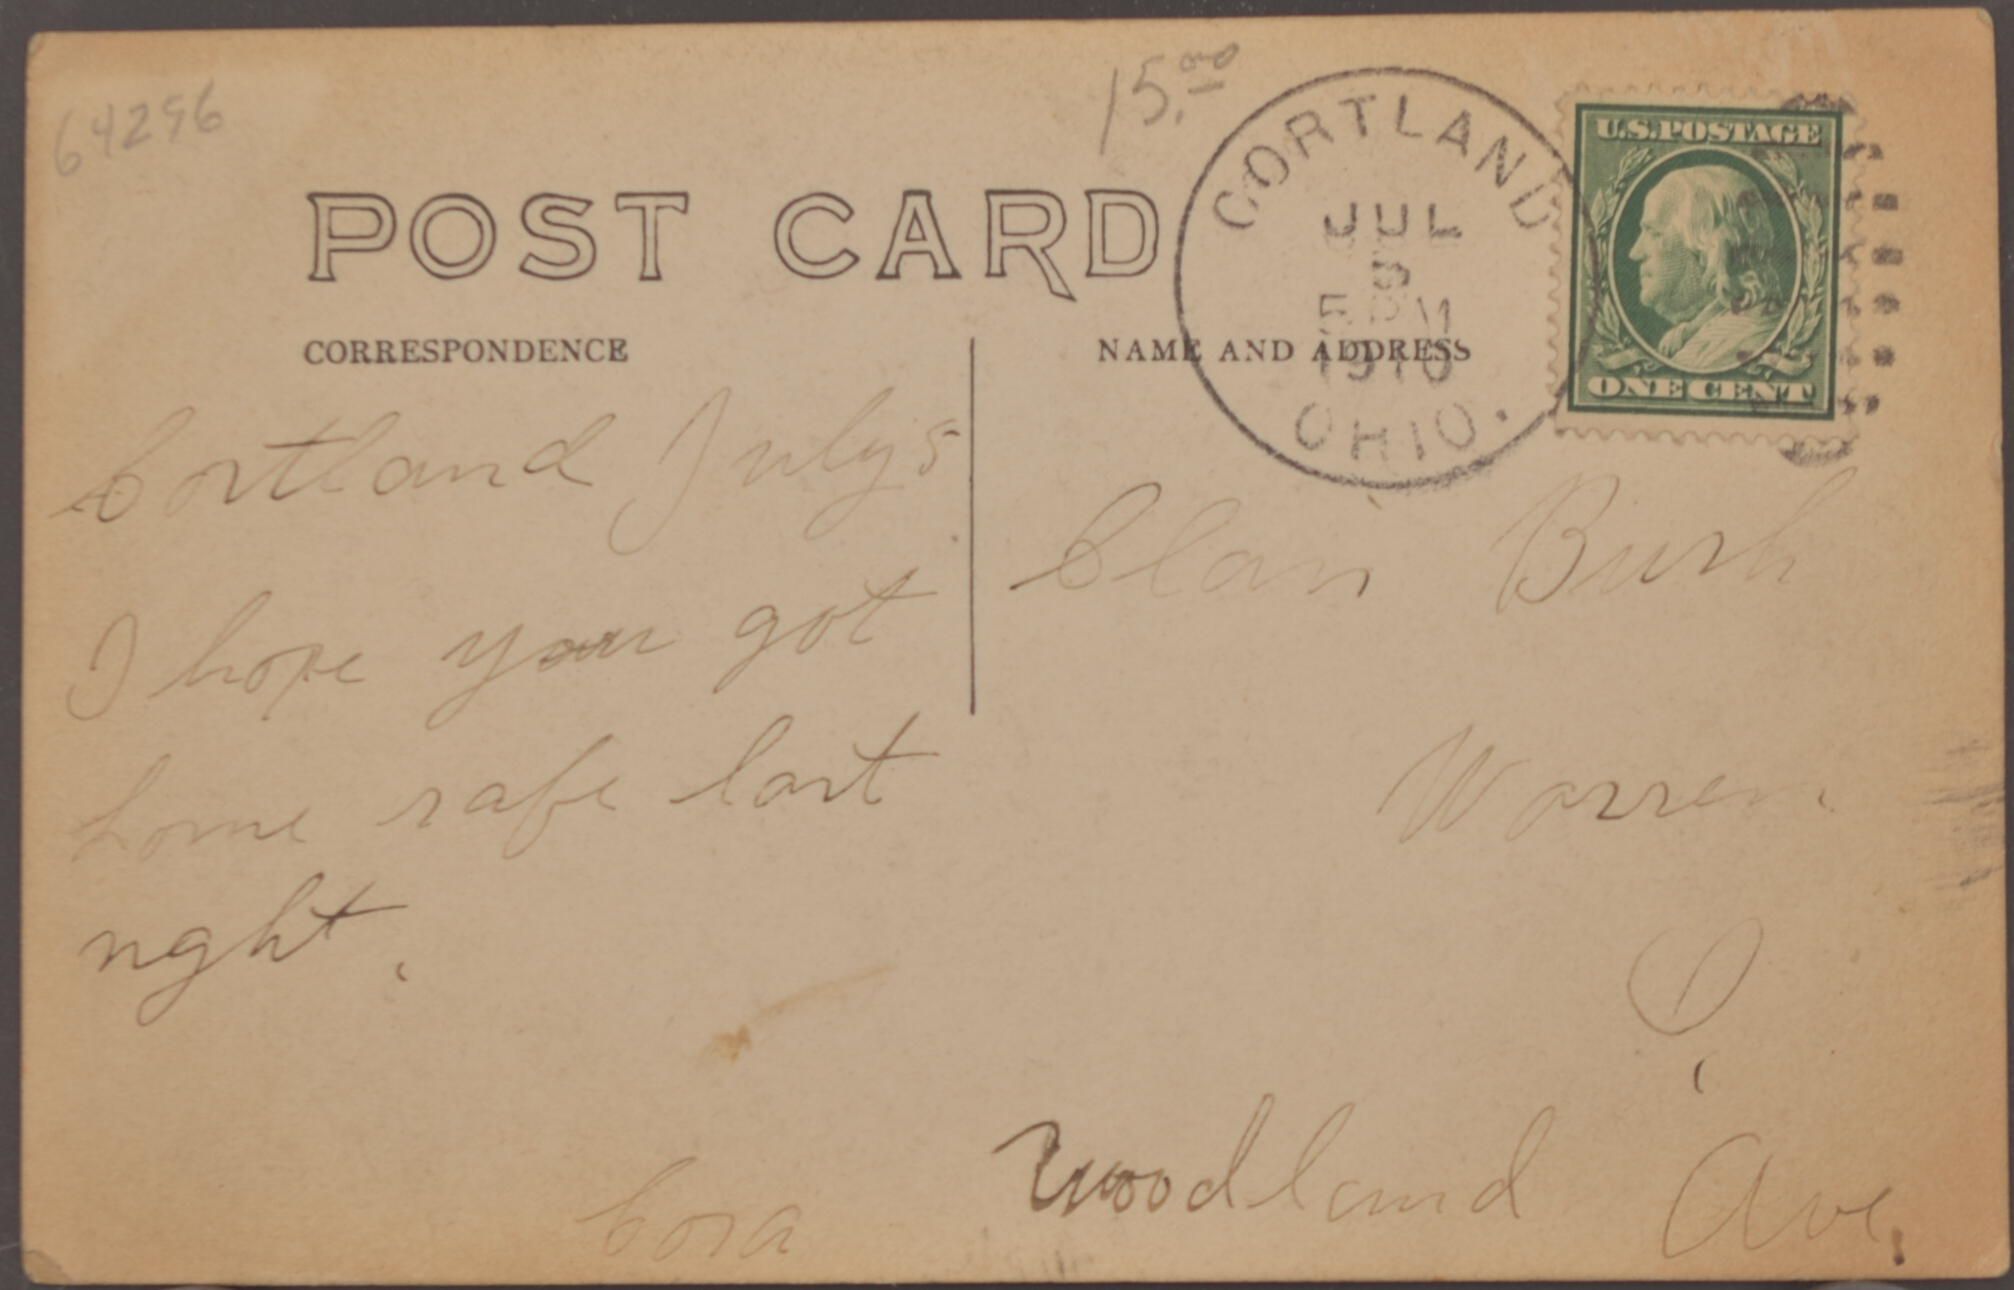 64296
15.00
POST CARD
CORTLAND
JUL
5
5 PM
1910
OHIO.
U.S. POSTAGE
ONE CENT
CORRESPONDENCE
NAME AND ADDRESS
Cortland July 5
I hope you got
home safe last
night.
Cora
Clair Bush
Warren
O.
Woodland Ave.